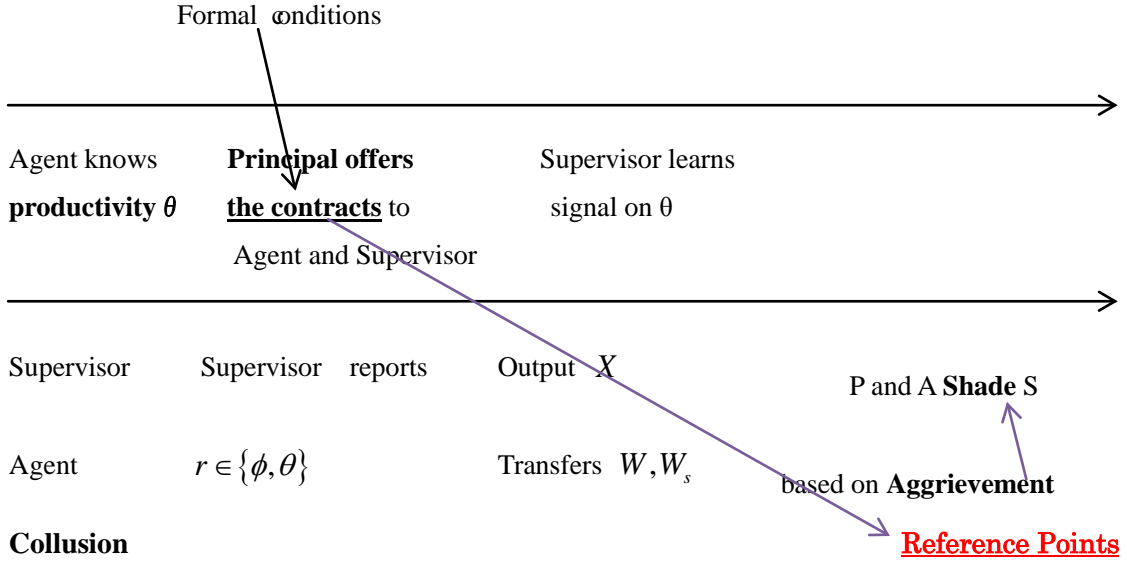 Formal conditions
Agent knows Principal offers Supervisor learns
productivity θ the contracts to signal on θ
Agent and Supervisor
Supervisor Supervisor reports Output X
P and A Shade S
Agent r ∈ {ϕ, θ} Transfers W, W_s
based on Aggrievement
Collusion Reference Points